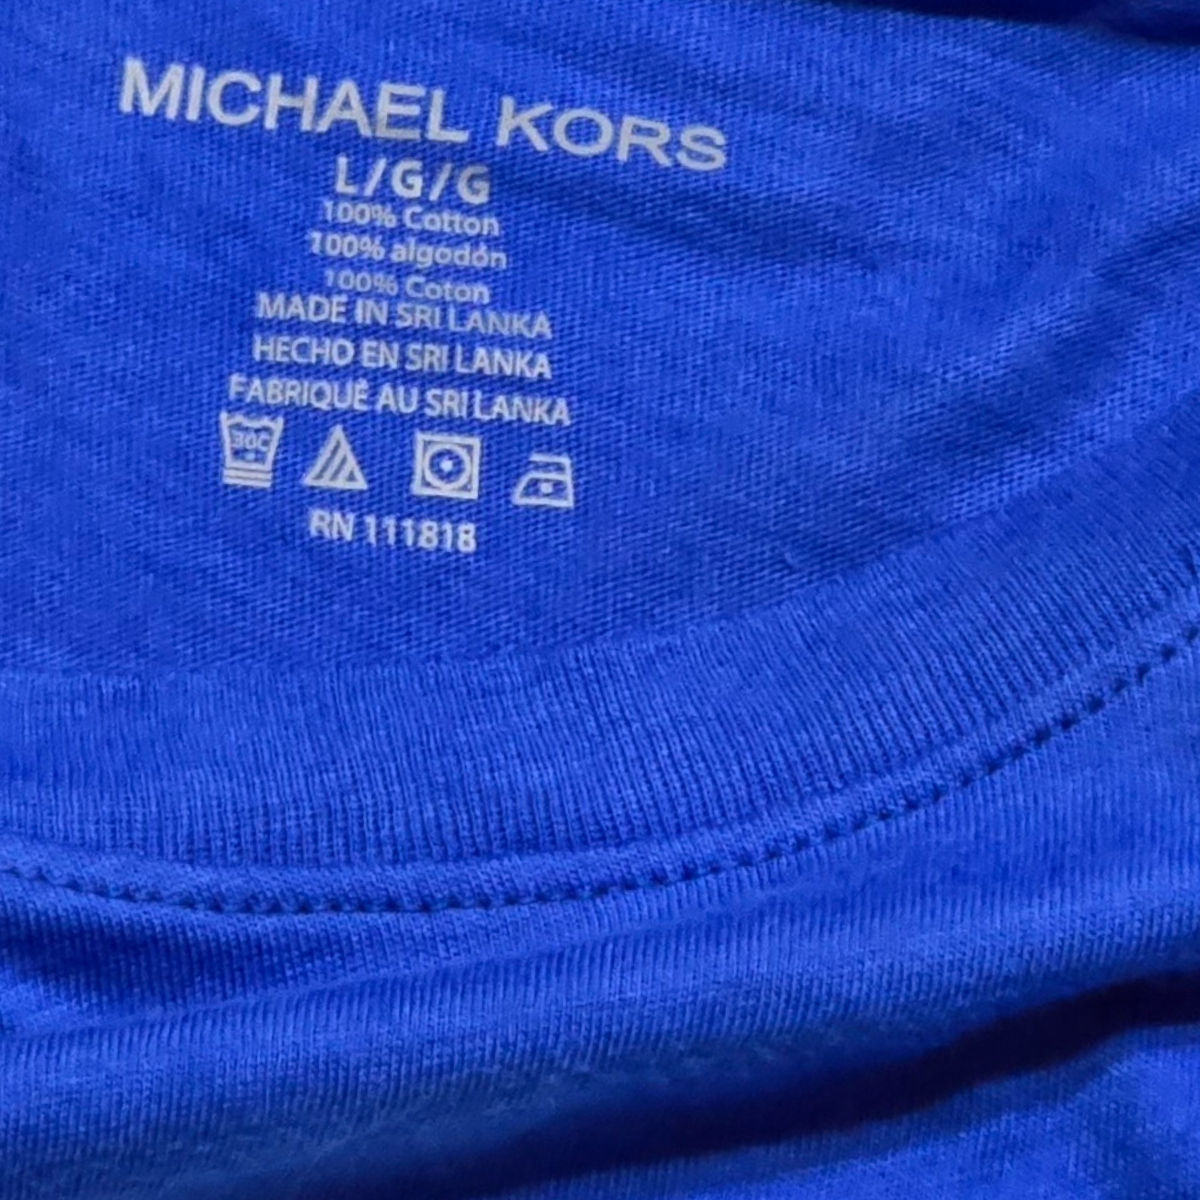 MICHAEL KORS
L/G/G
100% Cotton
100% algodón
100% Coton
MADE IN SRI LANKA
HECHO EN SRI LANKA
FABRIQUÉ AU SRI LANKA
30C
RN 111818